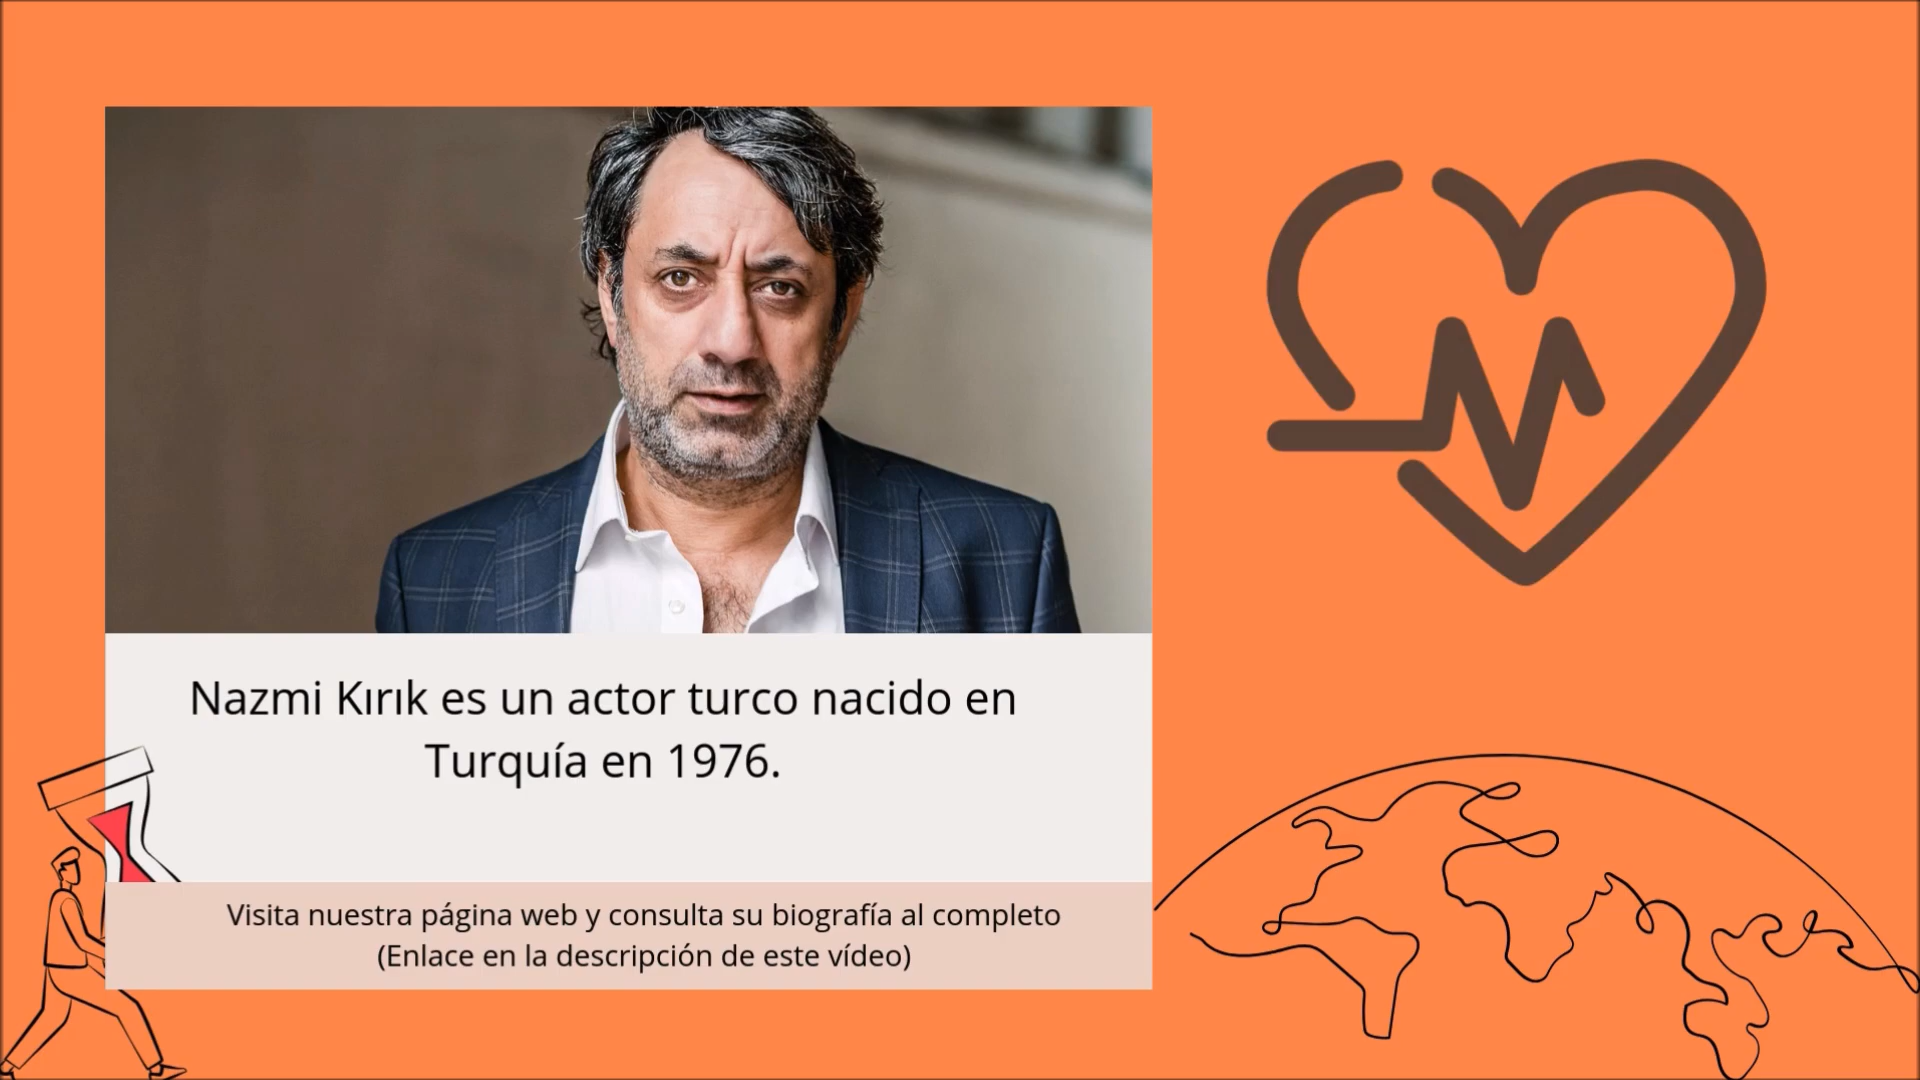 Nazmi Kırık es un actor turco nacido en
Turquía en 1976.
Visita nuestra página web y consulta su biografía al completo
(Enlace en la descripción de este vídeo)